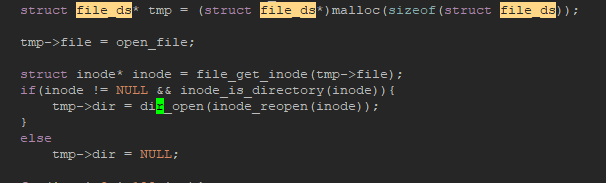 struct file_ds* tmp = (struct file_ds*)malloc(sizeof(struct file_ds));
tmp->file = open_file;
struct inode* inode = file_get_inode(tmp->file);
if(inode != NULL && inode_is_directory(inode)){
tmp->dir = dir_open(inode_reopen(inode));
}
else
tmp->dir = NULL;